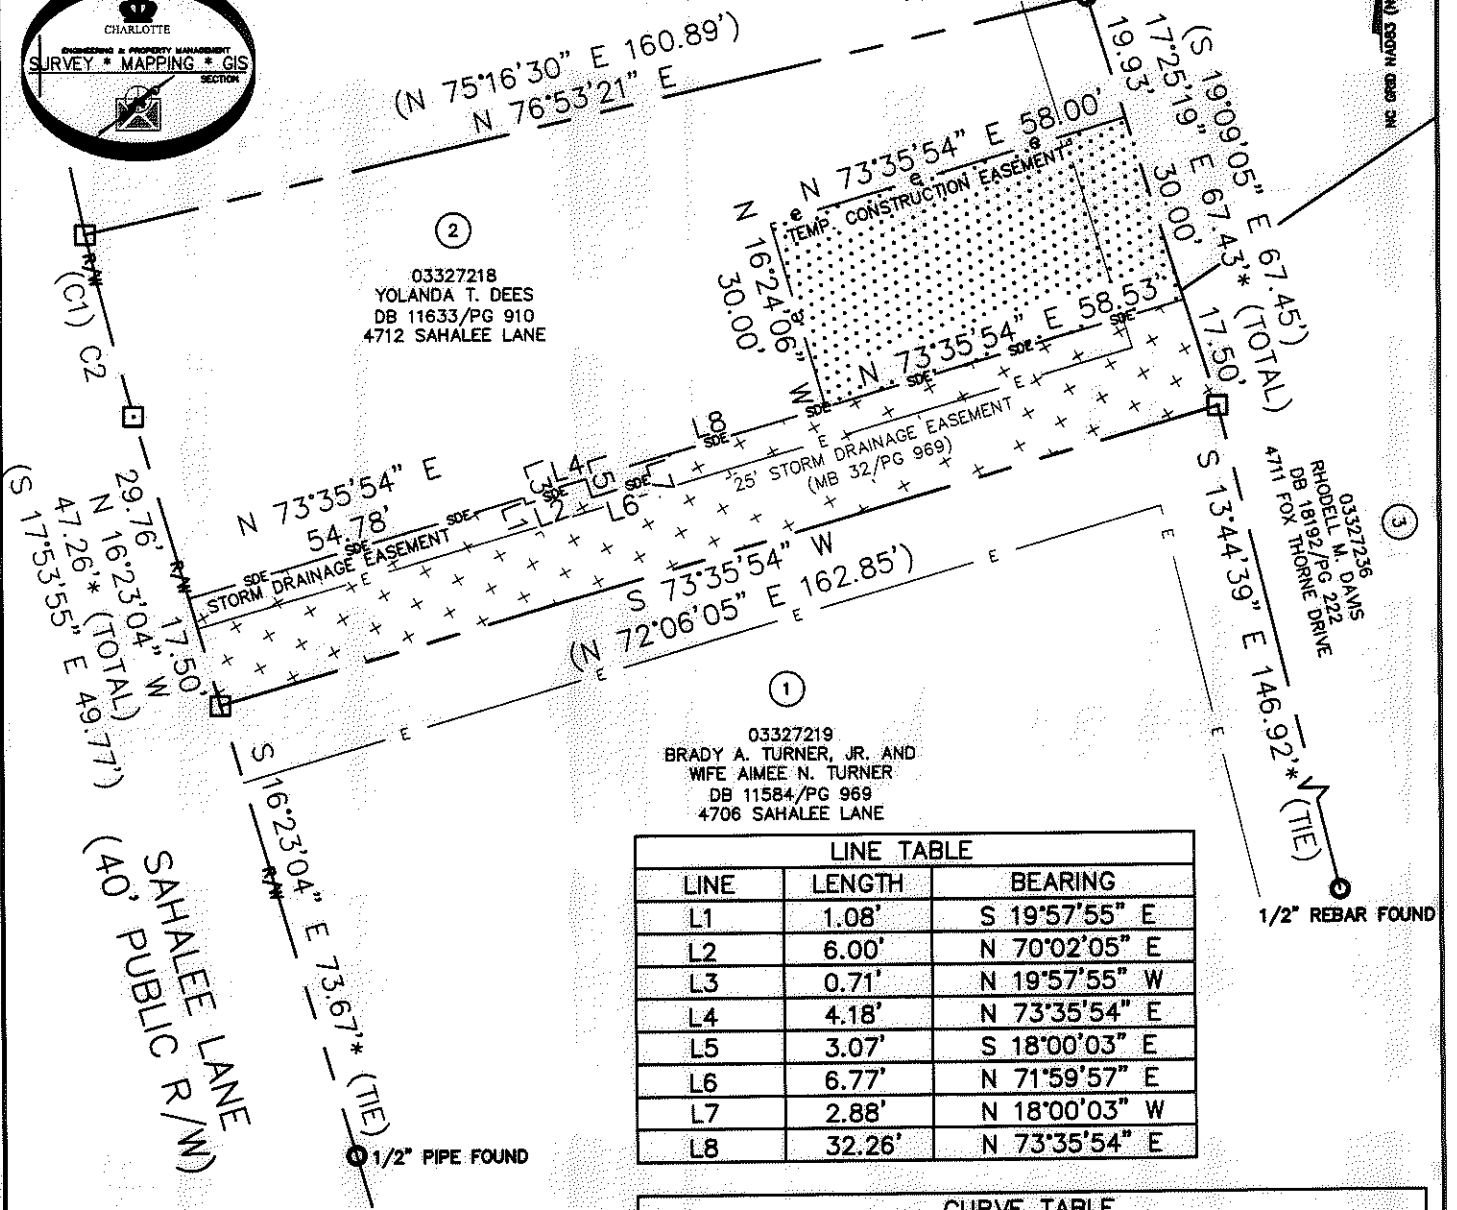 CHARLOTTE
ENGINEERING & PROPERTY MANAGEMENT
SURVEY * MAPPING * GIS
SECTION
NC GRID NAD83 (N
(N 75°16'30" E 160.89')
N 76°53'21" E
19.93'
17°25'19" E 67.43'* (TOTAL)
(S 19°09'05" E 67.45')
30.00'
17.50'
N 73°35'54" E 58.00'
TEMP. CONSTRUCTION EASEMENT
N 16°24'06" W
30.00'
N 73°35'54" E 58.53'
R/W
(C1) C2
2
03327218
YOLANDA T. DEES
DB 11633/PG 910
4712 SAHALEE LANE
L8
L7
L6
L5
L4
L3
L2
L1
N 73°35'54" E
54.78'
STORM DRAINAGE EASEMENT
25' STORM DRAINAGE EASEMENT
(MB 32/PG 969)
SDE SDE SDE SDE SDE SDE SDE SDE SDE SDE
e e e e
E E E E E E E E E E
29.76'
R/W
17.50'
N 16°23'04" W
47.26'* (TOTAL)
(S 17°53'55" E 49.77')
S 73°35'54" W
(N 72°06'05" E 162.85')
3
03327236
RHODELL M. DAVIS
DB 18192/PG 222
4711 FOX THORNE DRIVE
S 13°44'39" E 146.92'* (TIE)
1/2" REBAR FOUND
1
03327219
BRADY A. TURNER, JR. AND
WIFE AIMEE N. TURNER
DB 11584/PG 969
4706 SAHALEE LANE
S 16°23'04" E 73.67'* (TIE)
R/W
1/2" PIPE FOUND
SAHALEE LANE
(40' PUBLIC R/W)
LINE TABLE
LINE LENGTH BEARING
L1 1.08' S 19°57'55" E
L2 6.00' N 70°02'05" E
L3 0.71' N 19°57'55" W
L4 4.18' N 73°35'54" E
L5 3.07' S 18°00'03" E
L6 6.77' N 71°59'57" E
L7 2.88' N 18°00'03" W
L8 32.26' N 73°35'54" E
CURVE TABLE